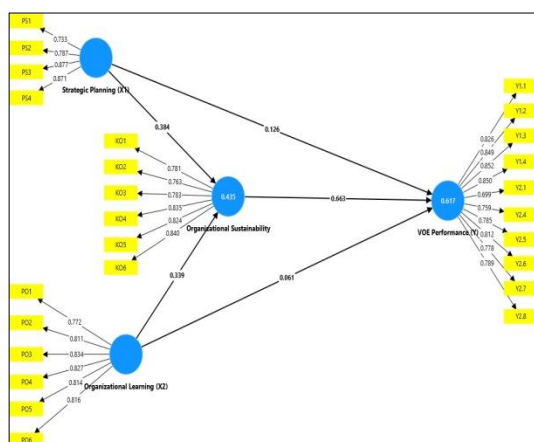 PS1
PS2
PS3
PS4
0.733
0.787
0.877
0.871
Strategic Planning (X1)
0.384
0.126
KO1
KO2
KO3
KO4
KO5
KO6
0.781
0.763
0.783
0.835
0.824
0.840
0.435
Organizational Sustainability
0.663
0.339
0.061
PO1
PO2
PO3
PO4
PO5
PO6
0.772
0.811
0.834
0.827
0.814
0.816
Organizational Learning (X2)
Y1.1
Y1.2
Y1.3
Y1.4
Y2.1
Y2.4
Y2.5
Y2.6
Y2.7
Y2.8
0.826
0.849
0.852
0.850
0.699
0.759
0.785
0.812
0.778
0.789
0.617
VOE Performance (Y)